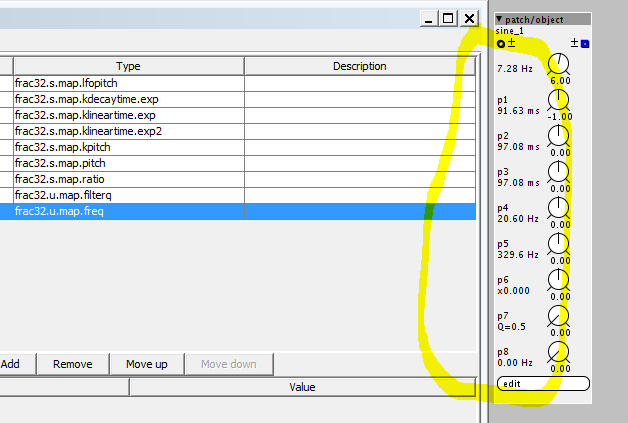 Type Description
frac32.s.map.lfopitch
frac32.s.map.kdecaytime.exp
frac32.s.map.klineartime.exp
frac32.s.map.klineartime.exp2
frac32.s.map.kpitch
frac32.s.map.pitch
frac32.s.map.ratio
frac32.u.map.filterq
frac32.u.map.freq
Add Remove Move up Move down
Value
▼ patch/object
sine_1
± ±
7.28 Hz
6.00
p1
91.63 ms
-1.00
p2
97.08 ms
0.00
p3
97.08 ms
0.00
p4
20.60 Hz
0.00
p5
329.6 Hz
0.00
p6
x0.000
0.00
p7
Q=0.5
0.00
p8
0.00 Hz
0.00
edit